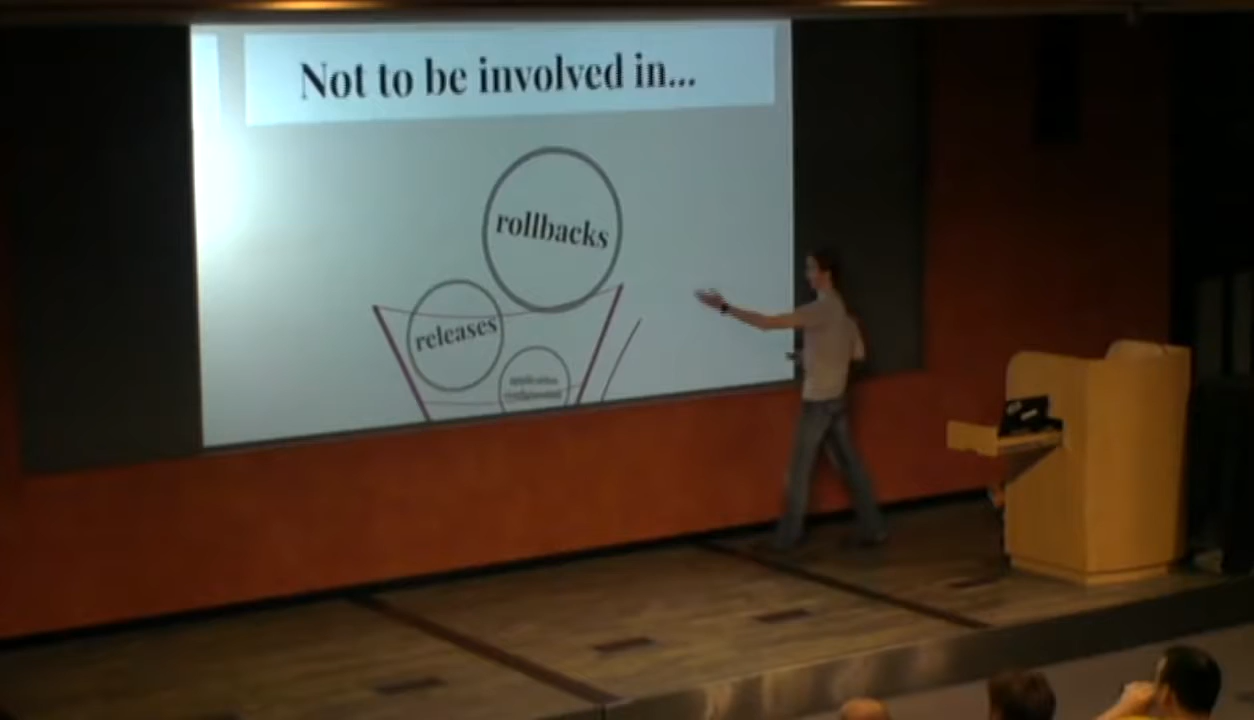 Not to be involved in...
rollbacks
releases